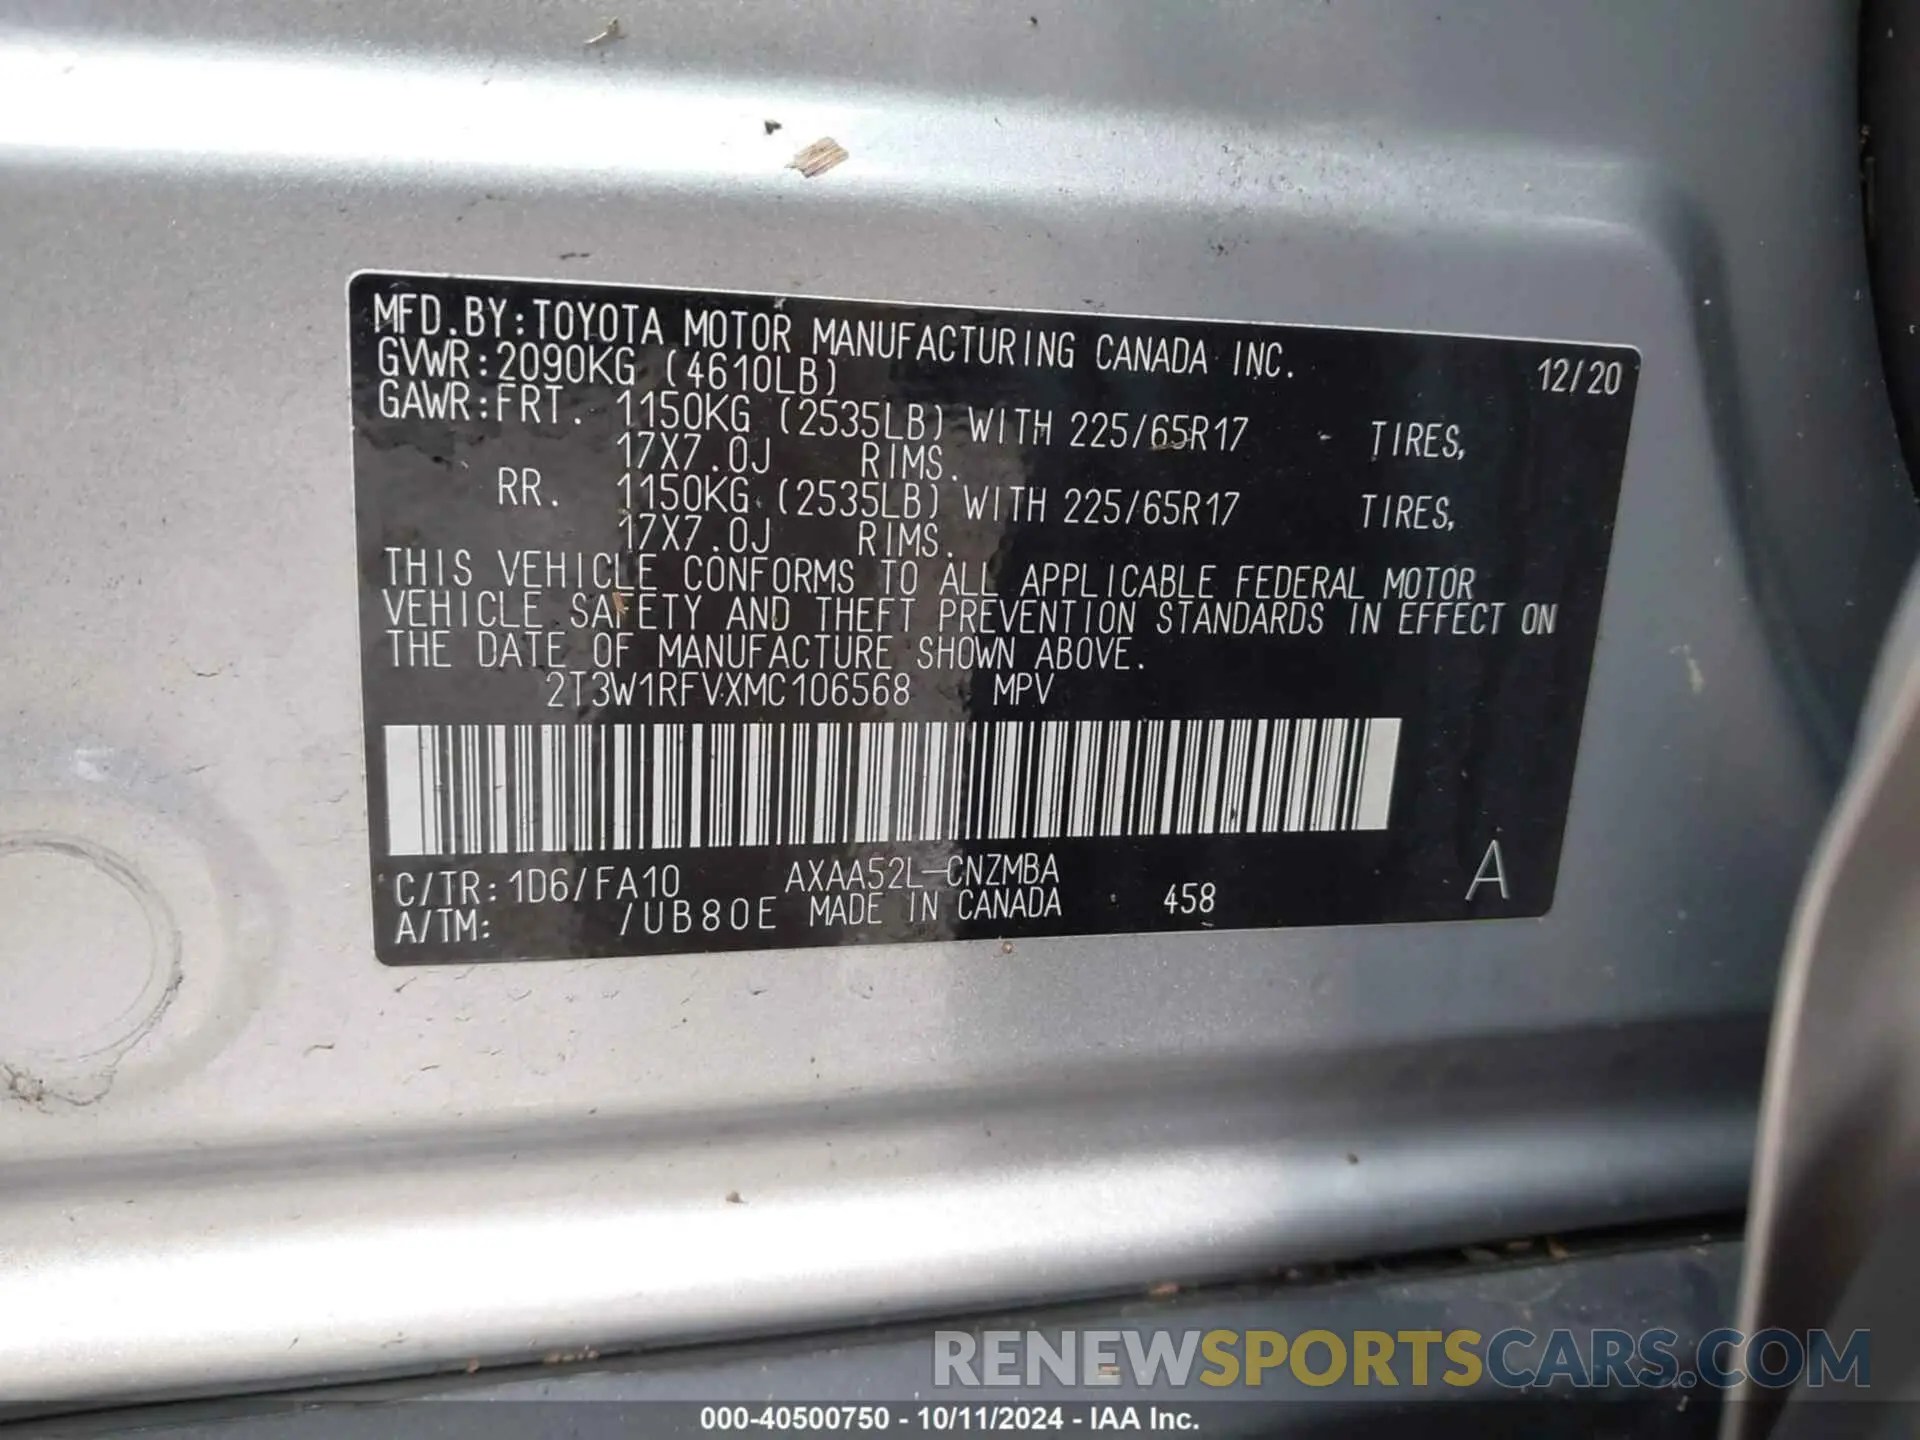 MFD.BY:TOYOTA MOTOR MANUFACTURING CANADA INC. 12/20
GVWR:2090KG (4610LB)
GAWR:FRT. 1150KG (2535LB) WITH 225/65R17 TIRES,
17X7.0J RIMS.
RR. 1150KG (2535LB) WITH 225/65R17 TIRES,
17X7.0J RIMS.
THIS VEHICLE CONFORMS TO ALL APPLICABLE FEDERAL MOTOR
VEHICLE SAFETY AND THEFT PREVENTION STANDARDS IN EFFECT ON
THE DATE OF MANUFACTURE SHOWN ABOVE.
2T3W1RFVXMC106568 MPV
C/TR:1D6/FA10 AXAA52L-CNZMBA
A/TM: /UB80E MADE IN CANADA 458 A
RENEWSPORTSCARS.COM
000-40500750 - 10/11/2024 - IAA Inc.